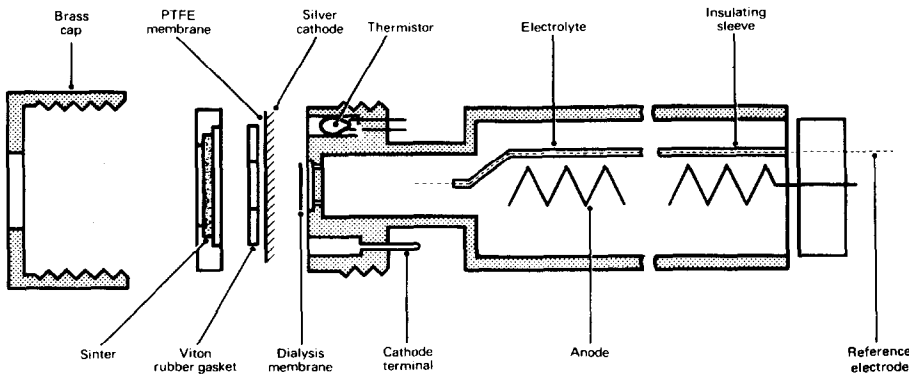 Brass
cap
PTFE
membrane
Silver
cathode
Thermistor
Electrolyte
Insulating
sleeve
Sinter
Viton
rubber gasket
Dialysis
membrane
Cathode
terminal
Anode
Reference
electrode